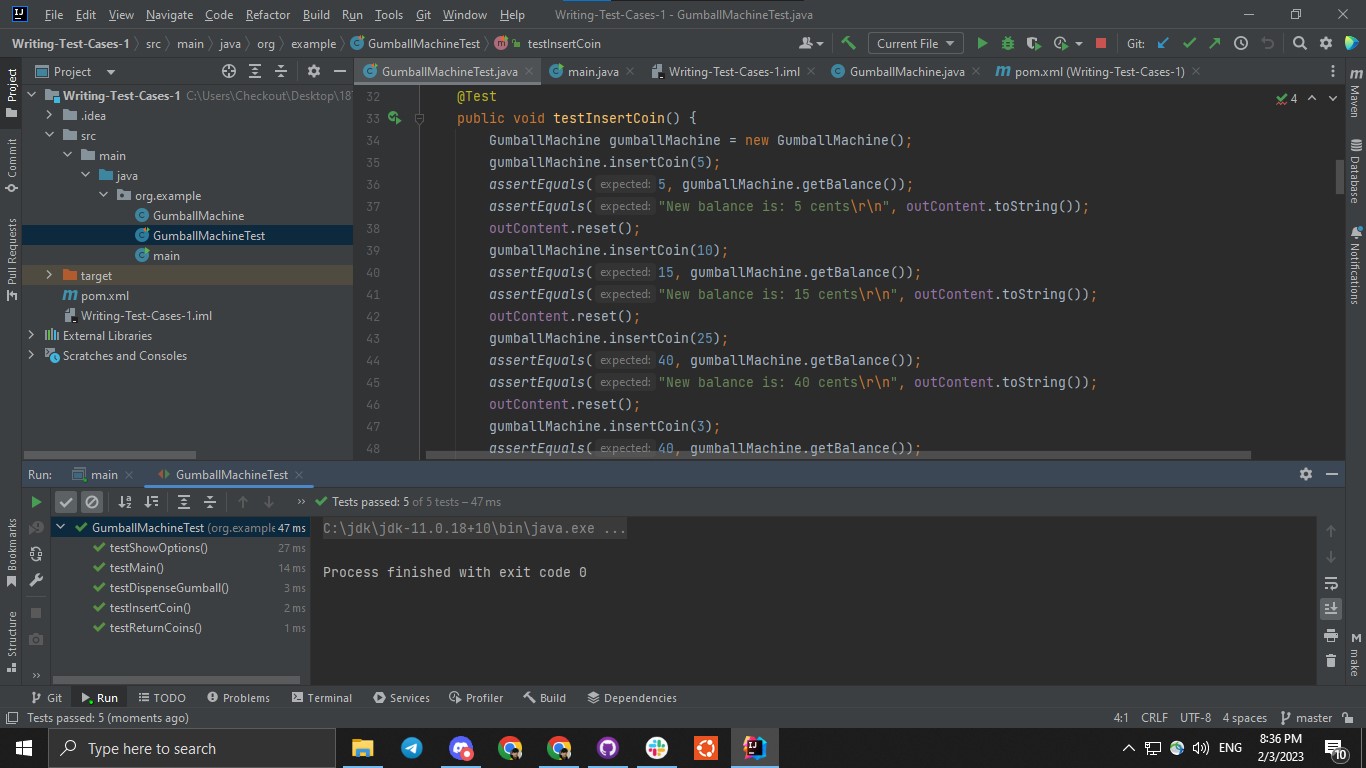 File Edit View Navigate Code Refactor Build Run Tools Git Window Help Writing-Test-Cases-1 - GumballMachineTest.java
Writing-Test-Cases-1 src main java org example GumballMachineTest testInsertCoin Current File Git:
Project
GumballMachineTest.java main.java Writing-Test-Cases-1.iml GumballMachine.java pom.xml (Writing-Test-Cases-1)
Project
Commit
Pull Requests
Bookmarks
Structure
Writing-Test-Cases-1 C:\Users\Checkout\Desktop\18
.idea
src
main
java
org.example
GumballMachine
GumballMachineTest
main
target
pom.xml
Writing-Test-Cases-1.iml
External Libraries
Scratches and Consoles
4
32 @Test
33 public void testInsertCoin() {
34 GumballMachine gumballMachine = new GumballMachine();
35 gumballMachine.insertCoin(5);
36 assertEquals( expected: 5, gumballMachine.getBalance());
37 assertEquals( expected: "New balance is: 5 cents\r\n", outContent.toString());
38 outContent.reset();
39 gumballMachine.insertCoin(10);
40 assertEquals( expected: 15, gumballMachine.getBalance());
41 assertEquals( expected: "New balance is: 15 cents\r\n", outContent.toString());
42 outContent.reset();
43 gumballMachine.insertCoin(25);
44 assertEquals( expected: 40, gumballMachine.getBalance());
45 assertEquals( expected: "New balance is: 40 cents\r\n", outContent.toString());
46 outContent.reset();
47 gumballMachine.insertCoin(3);
48 assertEquals( expected: 40, gumballMachine.getBalance());
Maven
Database
Notifications
make
Run: main GumballMachineTest
Tests passed: 5 of 5 tests – 47 ms
GumballMachineTest (org.example 47 ms
testShowOptions() 27 ms
testMain() 14 ms
testDispenseGumball() 3 ms
testInsertCoin() 2 ms
testReturnCoins() 1 ms
C:\jdk\jdk-11.0.18+10\bin\java.exe ...
Process finished with exit code 0
Git Run TODO Problems Terminal Services Profiler Build Dependencies
Tests passed: 5 (moments ago) 4:1 CRLF UTF-8 4 spaces master
Type here to search
ENG
8:36 PM
2/3/2023
10